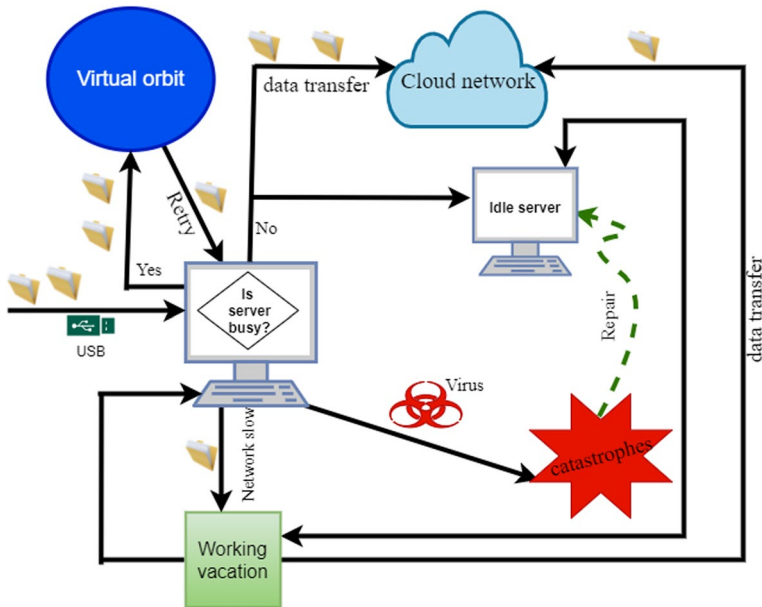 Virtual orbit
data transfer
Cloud network
Retry
No
Idle server
Yes
Is
server
busy?
USB
Repair
data transfer
Virus
Network slow
catastrophes
Working
vacation